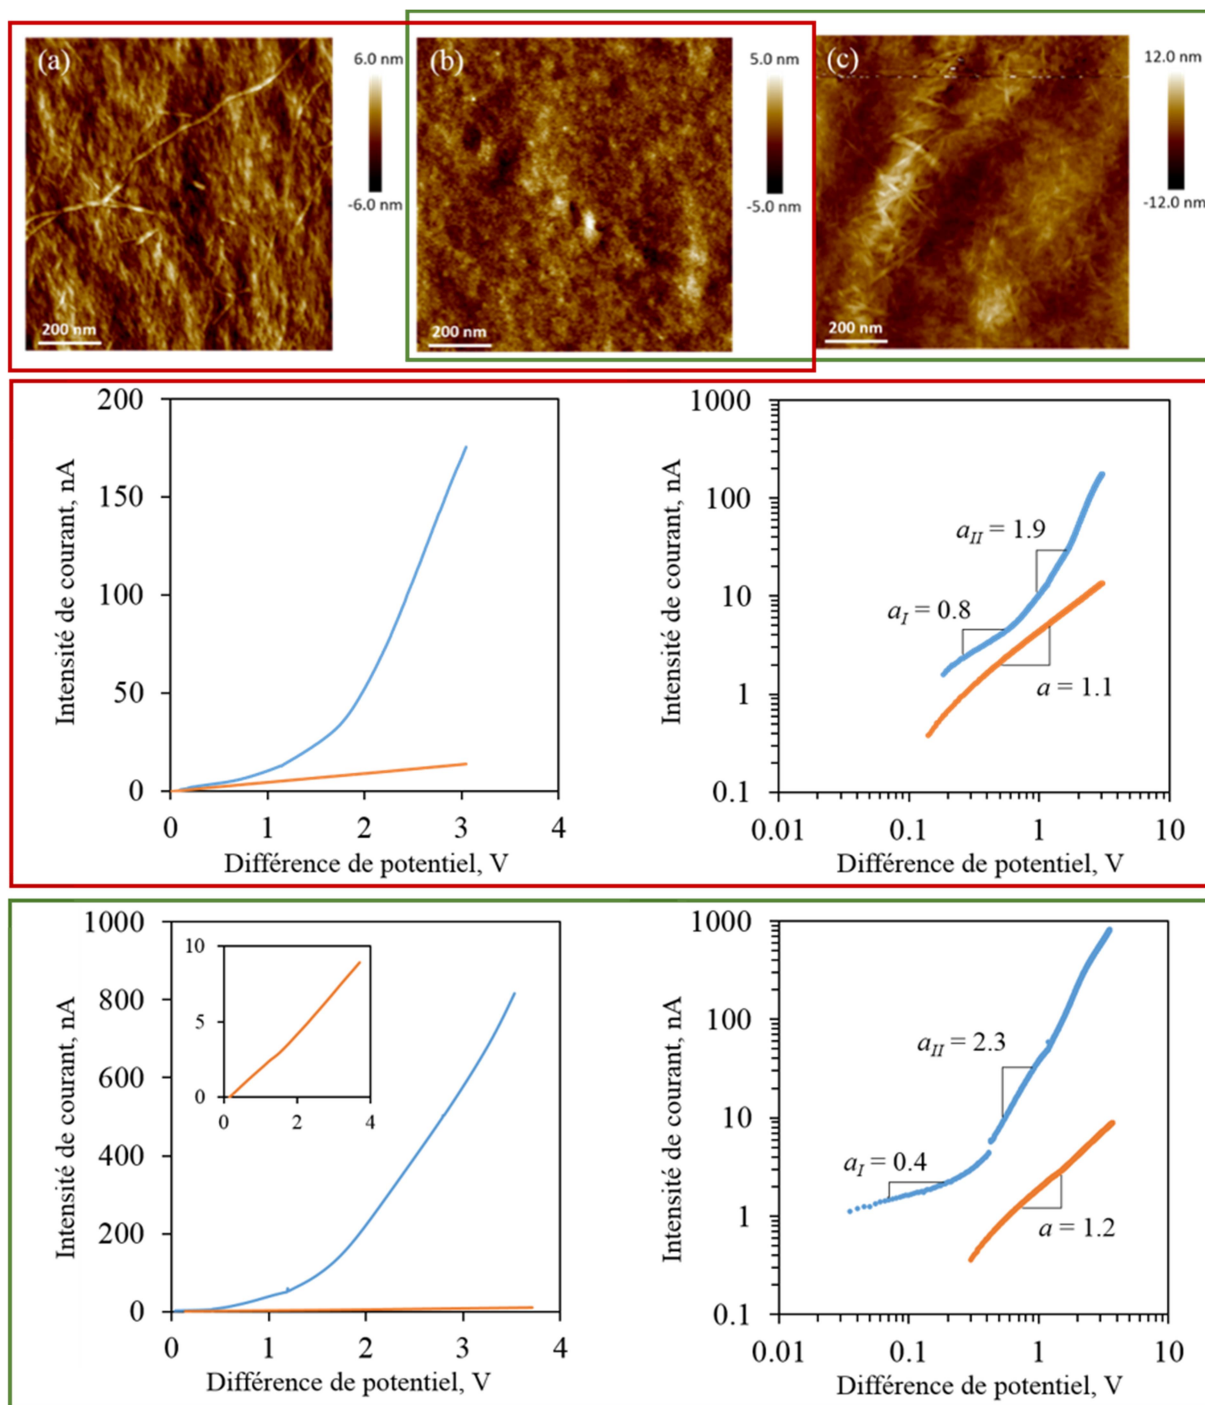 (a)
6.0 nm
-6.0 nm
200 nm
(b)
5.0 nm
-5.0 nm
200 nm
(c)
12.0 nm
-12.0 nm
200 nm
Intensité de courant, nA
200
150
100
50
0
0 1 2 3 4
Différence de potentiel, V
Intensité de courant, nA
1000
100
10
1
0.1
0.01 0.1 1 10
Différence de potentiel, V
aII = 1.9
aI = 0.8
a = 1.1
Intensité de courant, nA
1000
800
600
400
200
0
0 1 2 3 4
Différence de potentiel, V
10
5
0
0 2 4
Intensité de courant, nA
1000
100
10
1
0.1
0.01 0.1 1 10
Différence de potentiel, V
aII = 2.3
aI = 0.4
a = 1.2